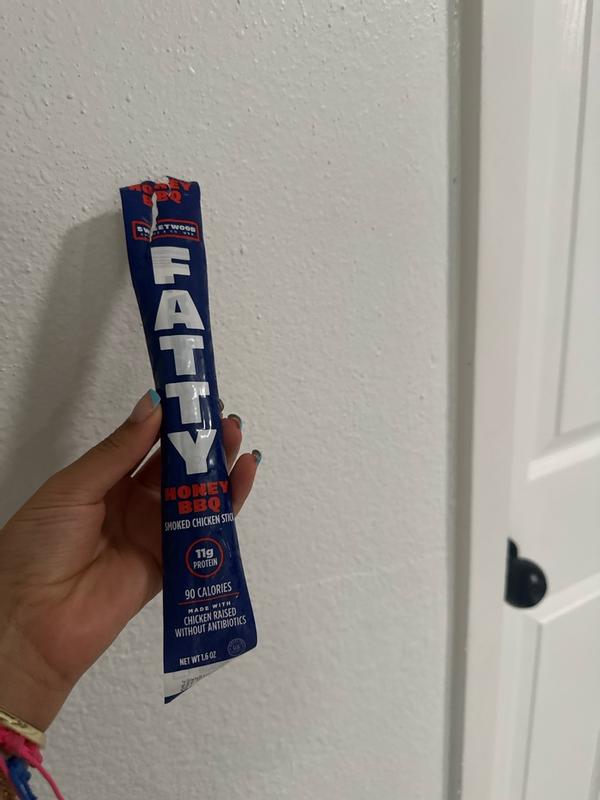 HONEY
BBQ
SWEETWOOD
FATTY
HONEY
BBQ
SMOKED CHICKEN STICK
11g
PROTEIN
90 CALORIES
MADE WITH
CHICKEN RAISED
WITHOUT ANTIBIOTICS
NET WT 1.6 OZ